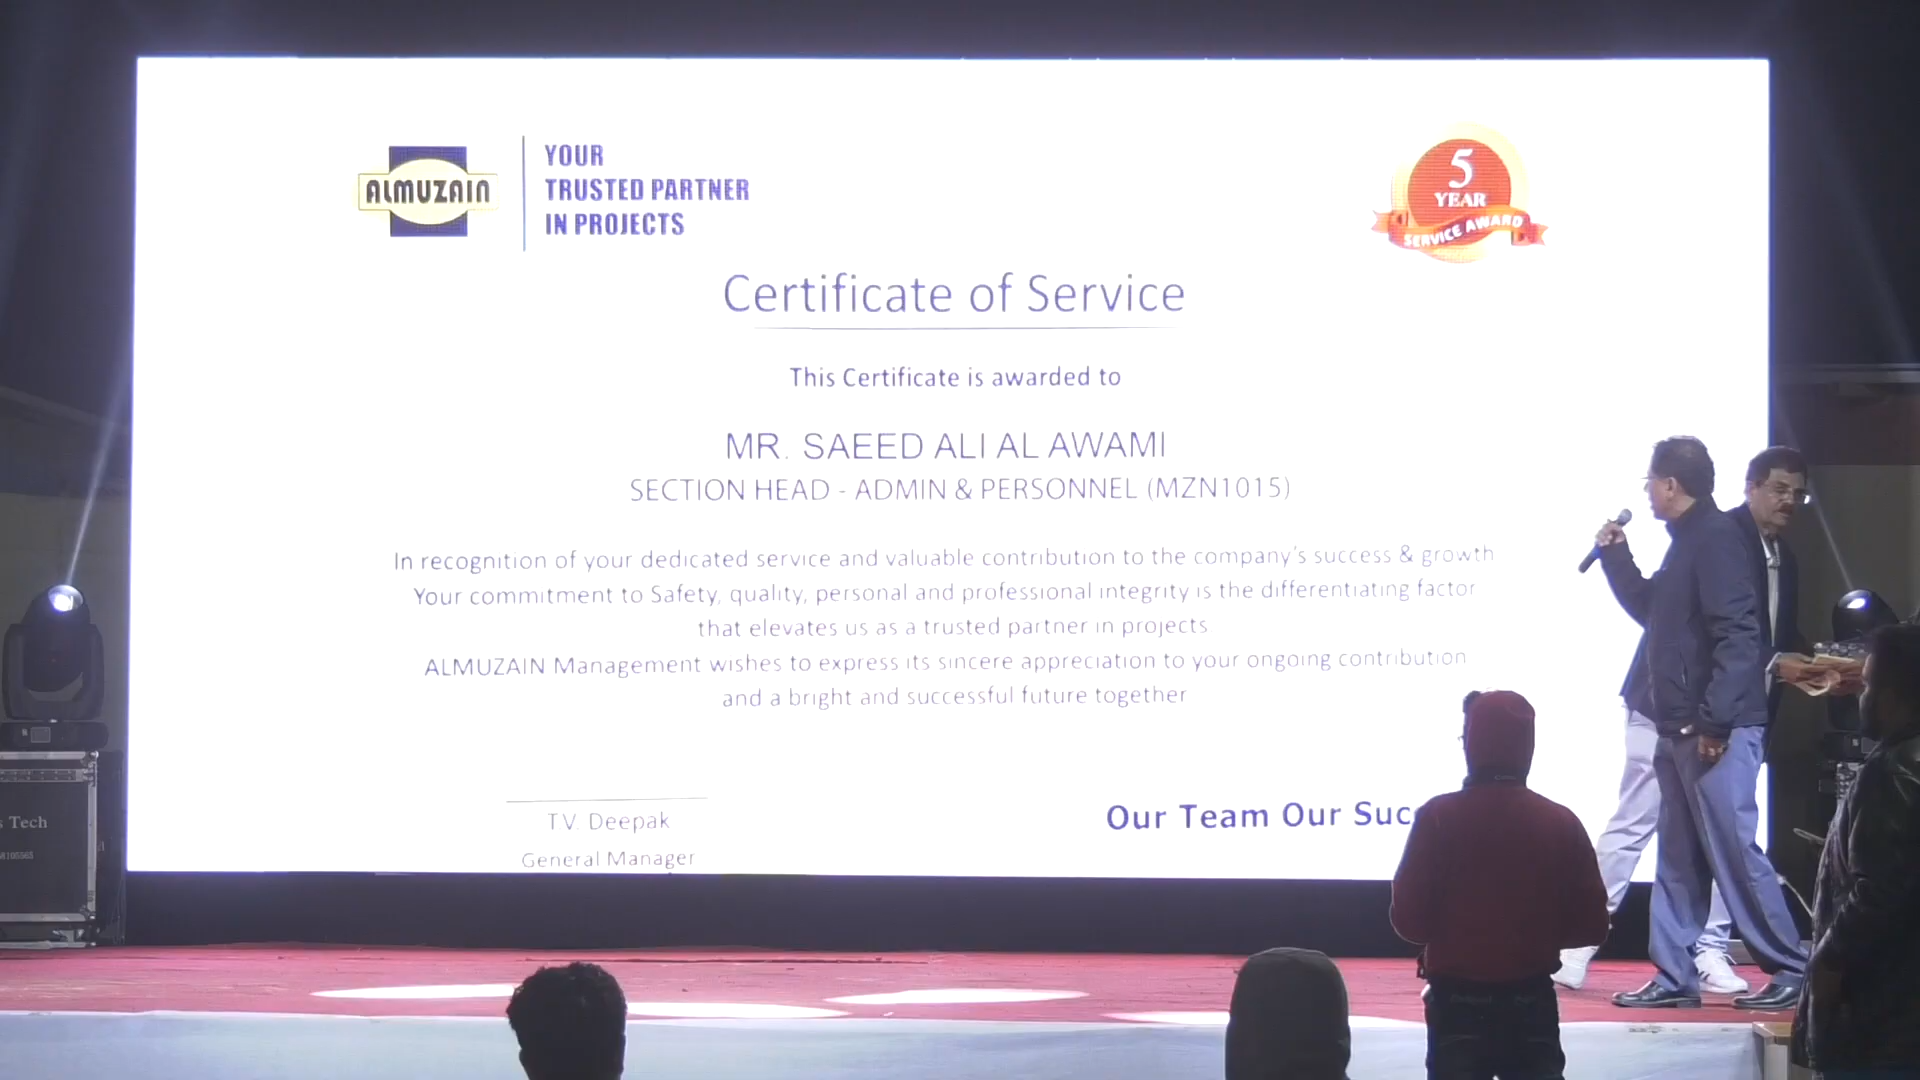 ALMUZAIN
YOUR
TRUSTED PARTNER
IN PROJECTS
5
YEAR
SERVICE AWARD
Certificate of Service
This Certificate is awarded to
MR. SAEED ALI AL AWAMI
SECTION HEAD - ADMIN & PERSONNEL (MZN1015)
In recognition of your dedicated service and valuable contribution to the company's success & growth
Your commitment to Safety, quality, personal and professional integrity is the differentiating factor
that elevates us as a trusted partner in projects
ALMUZAIN Management wishes to express its sincere appreciation to your ongoing contribution
and a bright and successful future together
T.V. Deepak
General Manager
Our Team Our Suc
s Tech